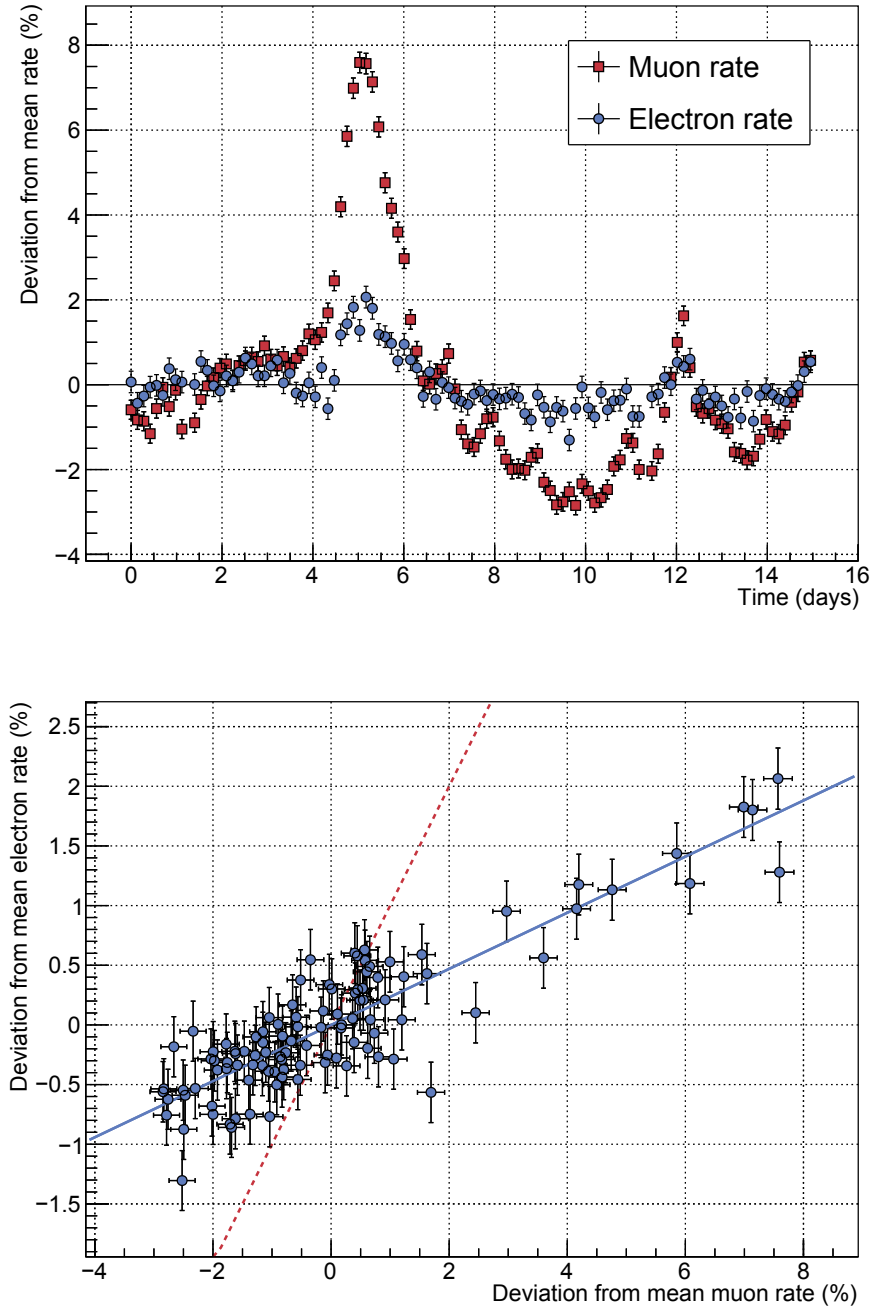 Deviation from mean rate (%)
8
6
4
2
0
−2
−4
Muon rate
Electron rate
0 2 4 6 8 10 12 14 16
Time (days)
Deviation from mean electron rate (%)
2.5
2
1.5
1
0.5
0
−0.5
−1
−1.5
−4 −2 0 2 4 6 8
Deviation from mean muon rate (%)